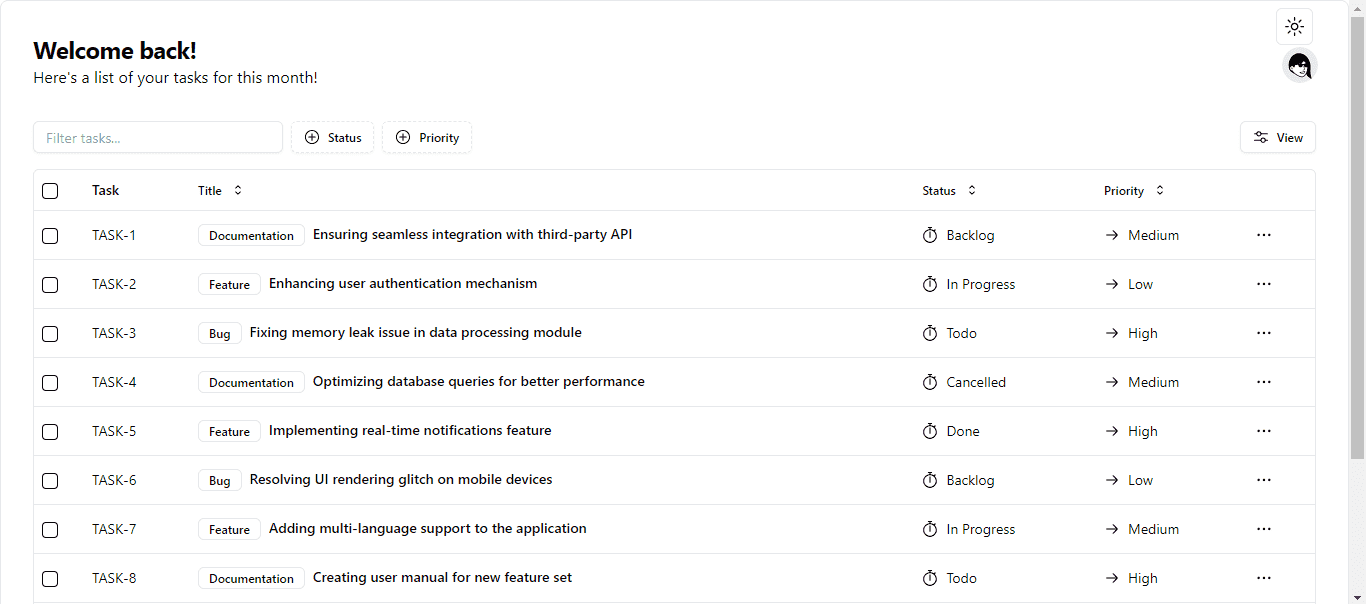 Welcome back!
Here's a list of your tasks for this month!
Filter tasks... Status Priority View
Task Title Status Priority
TASK-1 Documentation Ensuring seamless integration with third-party API Backlog Medium
TASK-2 Feature Enhancing user authentication mechanism In Progress Low
TASK-3 Bug Fixing memory leak issue in data processing module Todo High
TASK-4 Documentation Optimizing database queries for better performance Cancelled Medium
TASK-5 Feature Implementing real-time notifications feature Done High
TASK-6 Bug Resolving UI rendering glitch on mobile devices Backlog Low
TASK-7 Feature Adding multi-language support to the application In Progress Medium
TASK-8 Documentation Creating user manual for new feature set Todo High